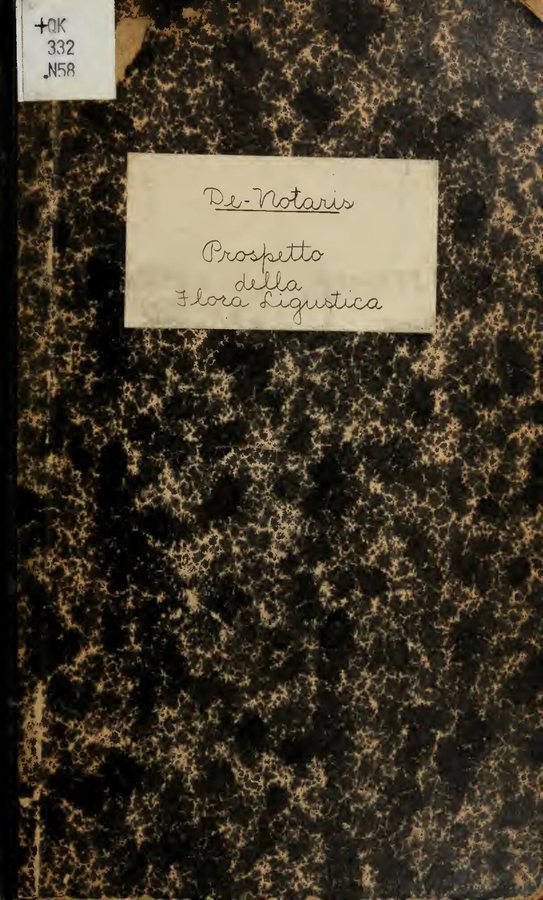 +QK
332
.N58
De-Notaris
Prospetto
della
Flora Ligustica